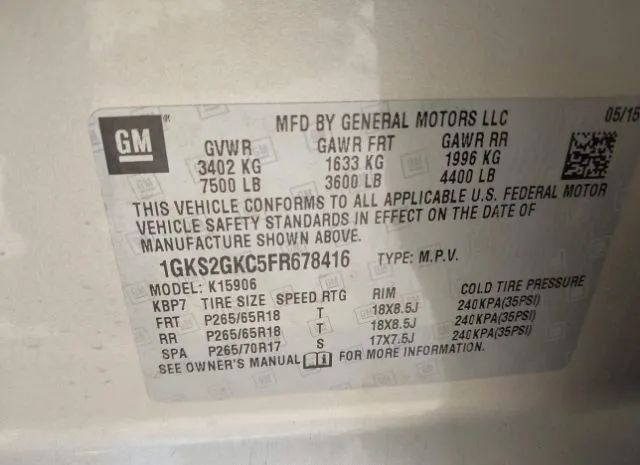 GM ® MFD BY GENERAL MOTORS LLC 05/15
GVWR GAWR FRT GAWR RR
3402 KG 1633 KG 1996 KG
7500 LB 3600 LB 4400 LB
THIS VEHICLE CONFORMS TO ALL APPLICABLE U.S. FEDERAL MOTOR
VEHICLE SAFETY STANDARDS IN EFFECT ON THE DATE OF
MANUFACTURE SHOWN ABOVE.
1GKS2GKC5FR678416 TYPE: M.P.V.
MODEL: K15906
KBP7 TIRE SIZE SPEED RTG RIM COLD TIRE PRESSURE
FRT P265/65R18 T 18X8.5J 240KPA(35PSI)
RR P265/65R18 T 18X8.5J 240KPA(35PSI)
SPA P265/70R17 S 17X7.5J 240KPA(35PSI)
SEE OWNER'S MANUAL FOR MORE INFORMATION.